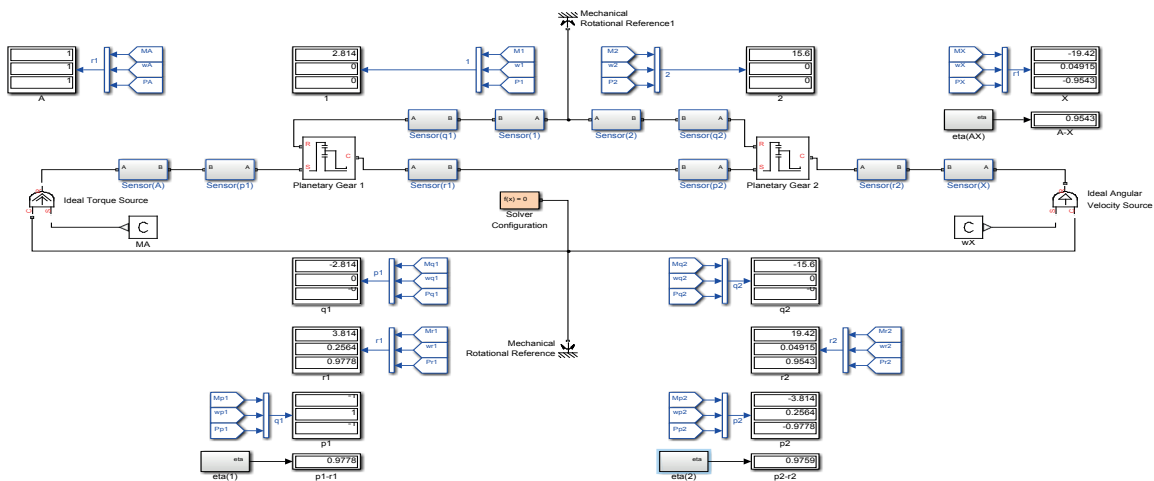 Mechanical
Rotational Reference1
MA
wA
PA
r1
1
1
1
A
2.814
0
0
1
1
M1
w1
P1
M2
w2
P2
2
15.6
0
0
2
MX
wX
PX
r1
-19.42
0.04915
-0.9543
X
eta
eta(AX)
0.9543
A-X
A B
Sensor(q1)
B A
Sensor(1)
A B
Sensor(2)
B A
Sensor(q2)
R
S
C
Planetary Gear 1
R
S
C
Planetary Gear 2
A B
Sensor(A)
B A
Sensor(p1)
A B
Sensor(r1)
B A
Sensor(p2)
A B
Sensor(r2)
B A
Sensor(X)
Ideal Torque Source
R
C
S
C
MA
f(x) = 0
Solver
Configuration
C
wX
Ideal Angular
Velocity Source
R
S
C
-2.814
0
-0
q1
p1
Mq1
wq1
Pq1
Mq2
wq2
Pq2
q2
-15.6
0
-0
q2
3.814
0.2564
0.9778
r1
r1
Mr1
wr1
Pr1
Mechanical
Rotational Reference
19.42
0.04915
0.9543
r2
r2
Mr2
wr2
Pr2
Mp1
wp1
Pp1
q1
-1
1
-1
p1
Mp2
wp2
Pp2
p2
-3.814
0.2564
-0.9778
p2
eta
eta(1)
0.9778
p1-r1
eta
eta(2)
0.9759
p2-r2